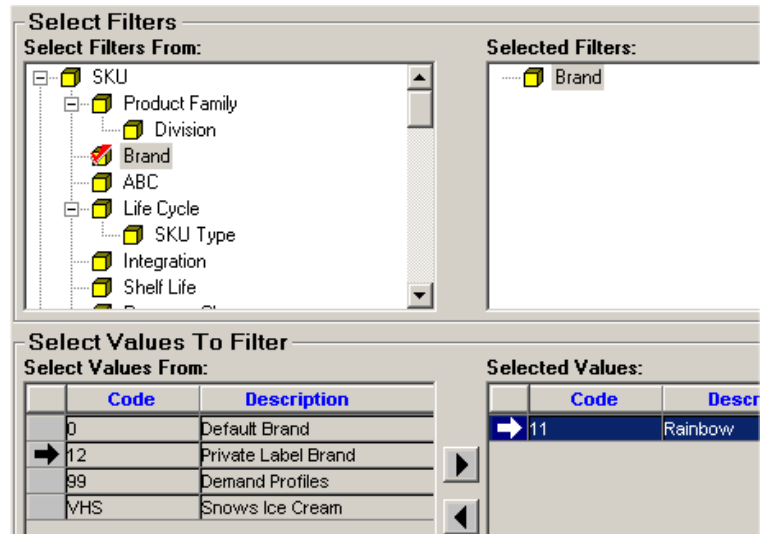 Select Filters
Select Filters From:
SKU
Product Family
Division
Brand
ABC
Life Cycle
SKU Type
Integration
Shelf Life
Selected Filters:
Brand
Select Values To Filter
Select Values From:
Code Description
0 Default Brand
12 Private Label Brand
99 Demand Profiles
VHS Snows Ice Cream
Selected Values:
Code Descr
11 Rainbow